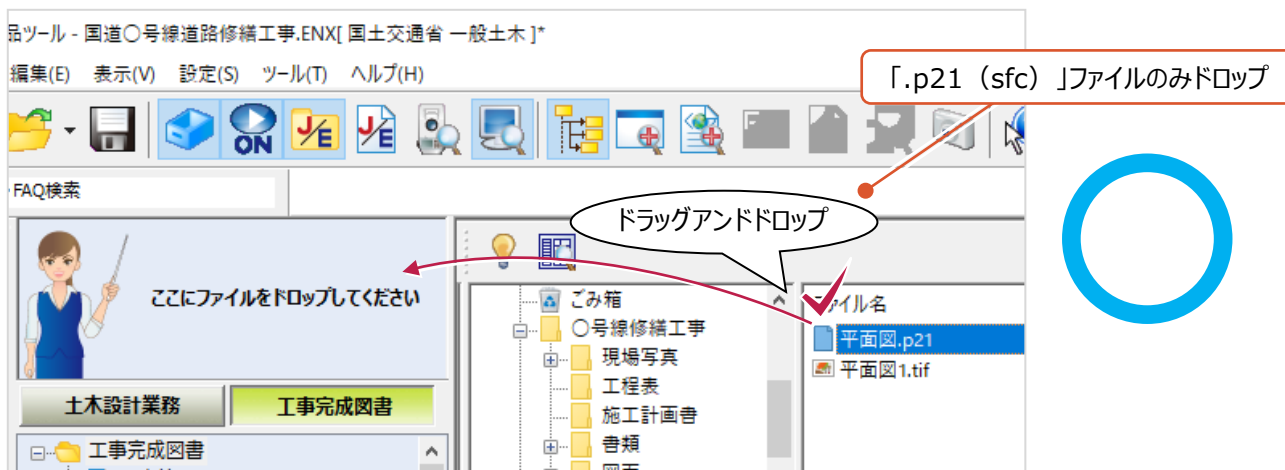 品ツール - 国道〇号線道路修繕工事.ENX[ 国土交通省 一般土木 ]*
編集(E) 表示(V) 設定(S) ツール(T) ヘルプ(H)
「.p21（sfc）」ファイルのみドロップ
ON
J/E
J/E
F
FAQ検索
ドラッグアンドドロップ
ここにファイルをドロップしてください
ごみ箱
〇号線修繕工事
現場写真
工程表
施工計画書
書類
図面
ファイル名
平面図.p21
平面図1.tif
土木設計業務
工事完成図書
工事完成図書